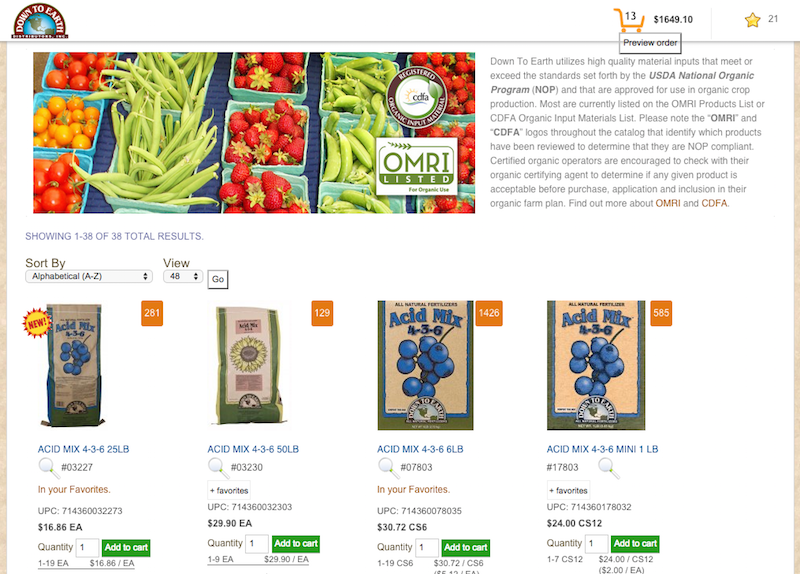 DOWN TO EARTH
DISTRIBUTORS, INC.
13
$1649.10
21
Preview order
REGISTERED
cdfa
ORGANIC INPUT MATERIAL
OMRI
LISTED
For Organic Use
Down To Earth utilizes high quality material inputs that meet or
exceed the standards set forth by the USDA National Organic
Program (NOP) and that are approved for use in organic crop
production. Most are currently listed on the OMRI Products List or
CDFA Organic Input Materials List. Please note the “OMRI” and
“CDFA” logos throughout the catalog that identify which products
have been reviewed to determine that they are NOP compliant.
Certified organic operators are encouraged to check with their
organic certifying agent to determine if any given product is
acceptable before purchase, application and inclusion in their
organic farm plan. Find out more about OMRI and CDFA.
SHOWING 1-38 OF 38 TOTAL RESULTS.
Sort By
Alphabetical (A-Z)
View
48
Go
NEW!
Acid Mix
4-3-6
281
ACID MIX 4-3-6 25LB
#03227
In your Favorites.
UPC: 714360032273
$16.86 EA
Quantity 1 Add to cart
1-19 EA $16.86 / EA
Acid Mix
129
ACID MIX 4-3-6 50LB
#03230
+ favorites
UPC: 714360032303
$29.90 EA
Quantity 1 Add to cart
1-9 EA $29.90 / EA
ALL NATURAL FERTILIZERS
Acid Mix
4-3-6
DOWN TO EARTH
1426
ACID MIX 4-3-6 6LB
#07803
In your Favorites.
UPC: 714360078035
$30.72 CS6
Quantity 1 Add to cart
1-19 CS6 $30.72 / CS6
($5.12 / EA)
ALL NATURAL FERTILIZERS
Acid Mix
4-3-6
DOWN TO EARTH
585
ACID MIX 4-3-6 MINI 1 LB
#17803
+ favorites
UPC: 714360178032
$24.00 CS12
Quantity 1 Add to cart
1-7 CS12 $24.00 / CS12
($2.00 / EA)